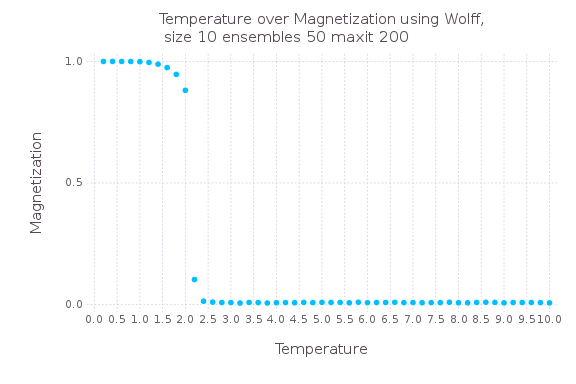 Temperature over Magnetization using Wolff,
size 10 ensembles 50 maxit 200
1.0
0.5
0.0
Magnetization
0.0 0.5 1.0 1.5 2.0 2.5 3.0 3.5 4.0 4.5 5.0 5.5 6.0 6.5 7.0 7.5 8.0 8.5 9.0 9.5 10.0
Temperature